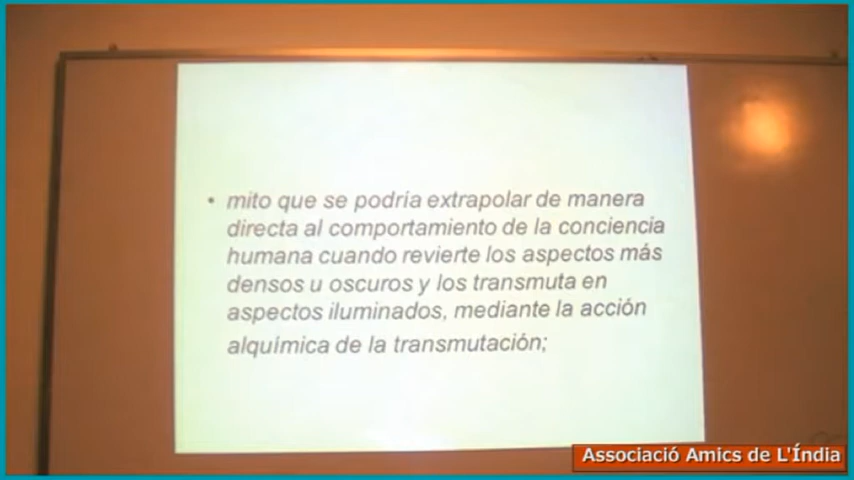 • mito que se podría extrapolar de manera
directa al comportamiento de la conciencia
humana cuando revierte los aspectos más
densos u oscuros y los transmuta en
aspectos iluminados, mediante la acción
alquímica de la transmutación;
Associació Amics de L'Índia